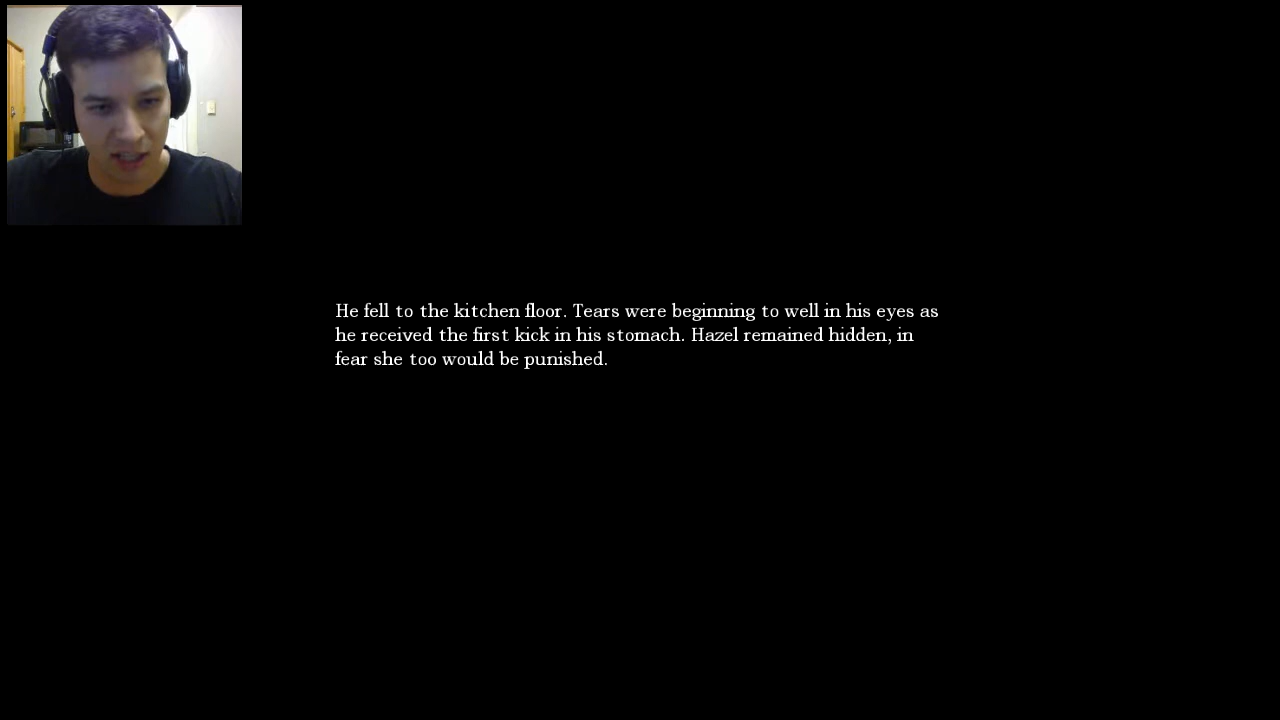 He fell to the kitchen floor. Tears were beginning to well in his eyes as
he received the first kick in his stomach. Hazel remained hidden, in
fear she too would be punished.